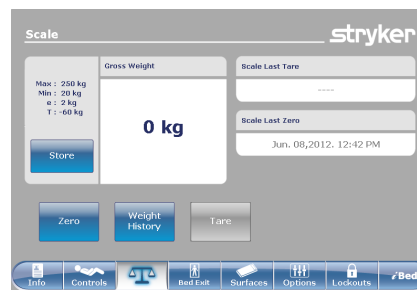 Scale
stryker
Max : 250 kg
Min : 20 kg
e : 2 kg
T : -60 kg
Store
Gross Weight
0 kg
Scale Last Tare
----
Scale Last Zero
Jun. 08,2012. 12:42 PM
Zero
Weight
History
Tare
Info
Controls
Bed Exit
Surfaces
Options
Lockouts
iBed